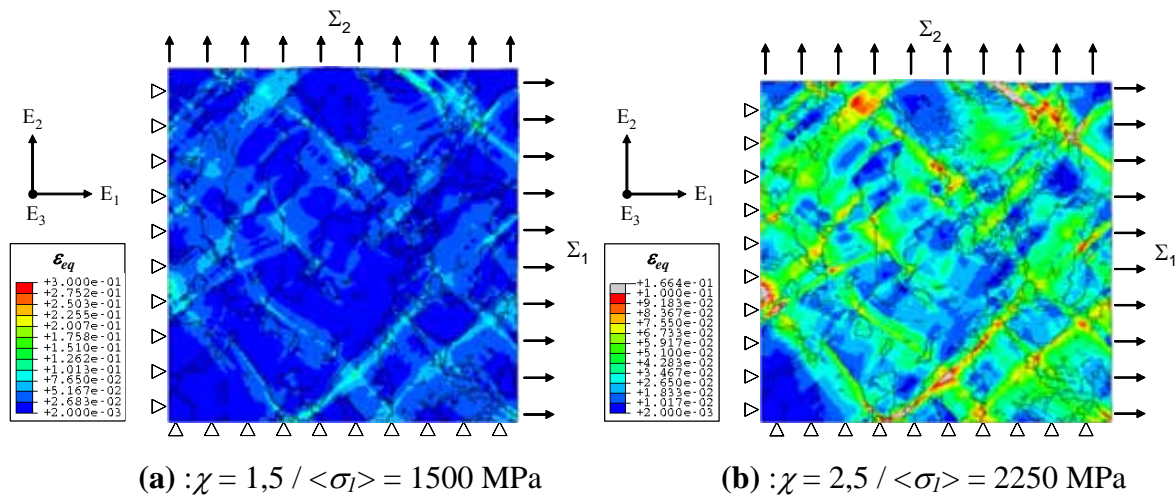 Σ2
E2
E1
E3
Σ1
εeq
+3.000e-01
+2.752e-01
+2.503e-01
+2.255e-01
+2.007e-01
+1.758e-01
+1.510e-01
+1.262e-01
+1.013e-01
+7.650e-02
+5.167e-02
+2.683e-02
+2.000e-03
(a) :χ = 1,5 / <σI> = 1500 MPa
Σ2
E2
E1
E3
Σ1
εeq
+1.664e-01
+1.000e-01
+9.183e-02
+8.367e-02
+7.550e-02
+6.733e-02
+5.917e-02
+5.100e-02
+4.283e-02
+3.467e-02
+2.650e-02
+1.833e-02
+1.017e-02
+2.000e-03
(b) :χ = 2,5 / <σI> = 2250 MPa